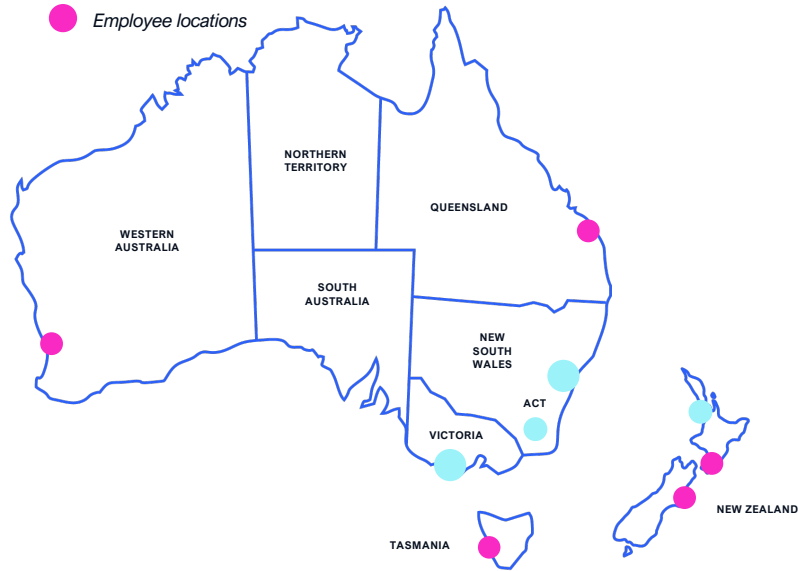 Employee locations
NORTHERN
TERRITORY
QUEENSLAND
WESTERN
AUSTRALIA
SOUTH
AUSTRALIA
NEW
SOUTH
WALES
ACT
VICTORIA
NEW ZEALAND
TASMANIA